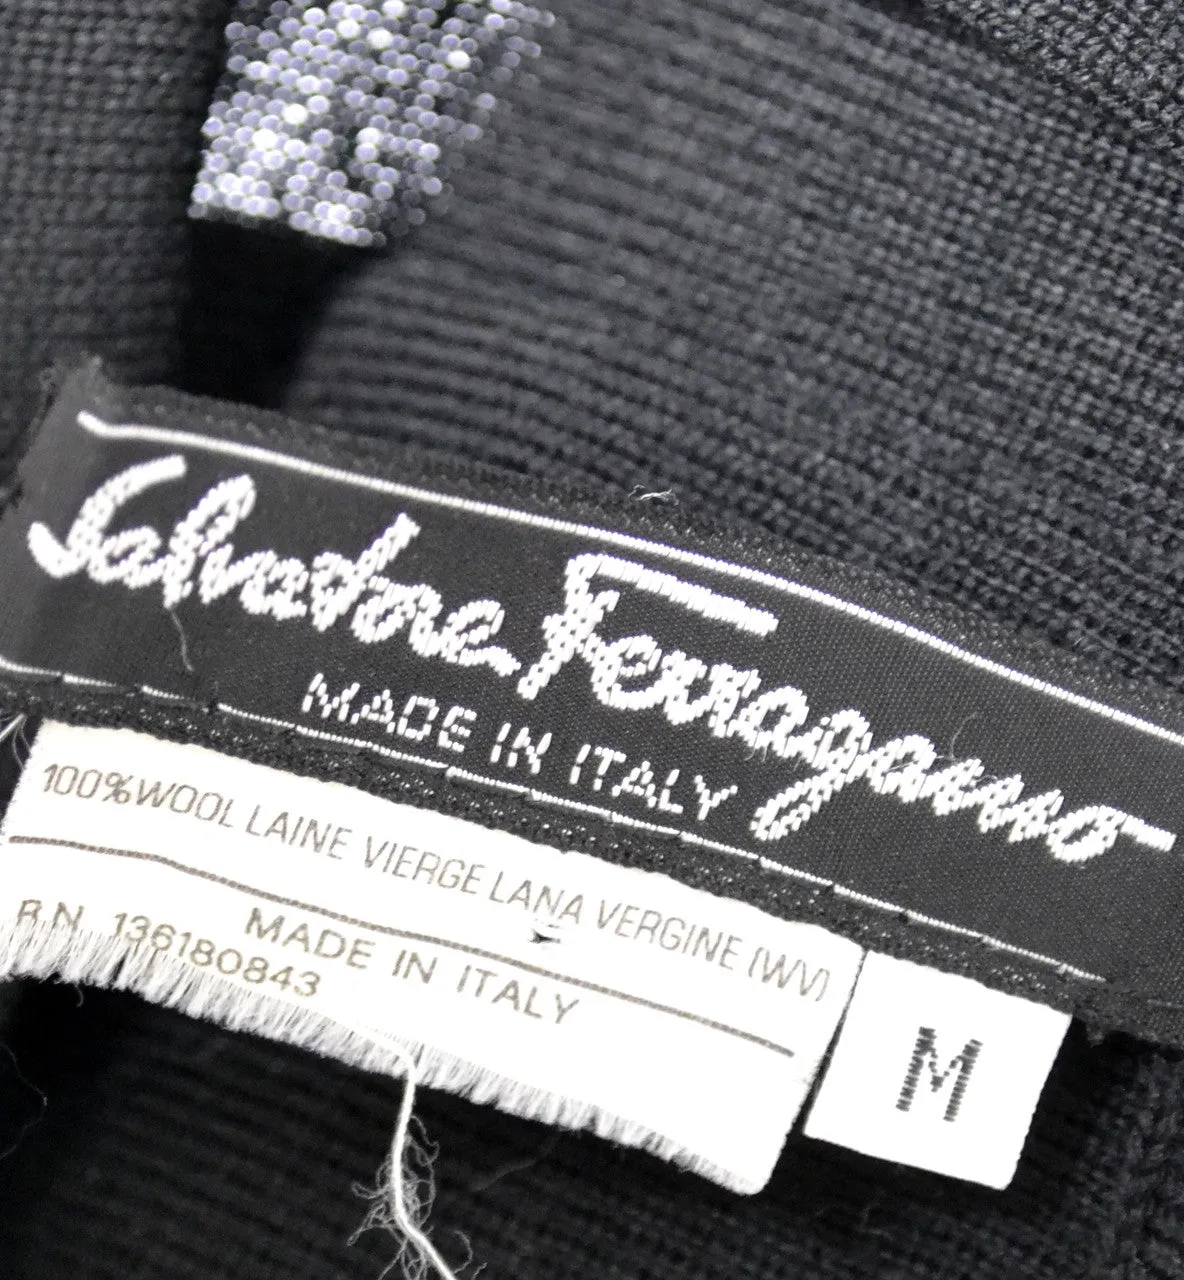 Salvatore Ferragamo
MADE IN ITALY
100%WOOL LAINE VIERGE LANA VERGINE (WV)
MADE IN ITALY
R.N. 136180843
M